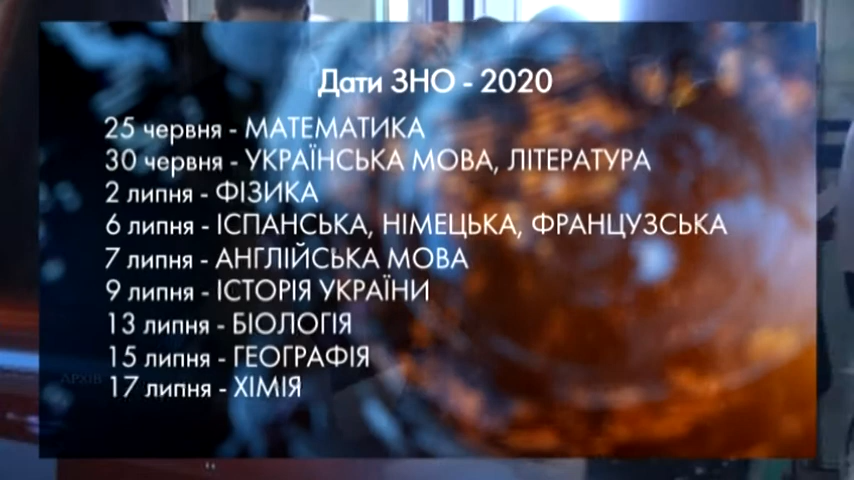 Дати ЗНО - 2020
25 червня - МАТЕМАТИКА
30 червня - УКРАЇНСЬКА МОВА, ЛІТЕРАТУРА
2 липня - ФІЗИКА
6 липня - ІСПАНСЬКА, НІМЕЦЬКА, ФРАНЦУЗСЬКА
7 липня - АНГЛІЙСЬКА МОВА
9 липня - ІСТОРІЯ УКРАЇНИ
13 липня - БІОЛОГІЯ
15 липня - ГЕОГРАФІЯ
АРХІВ
17 липня - ХІМІЯ